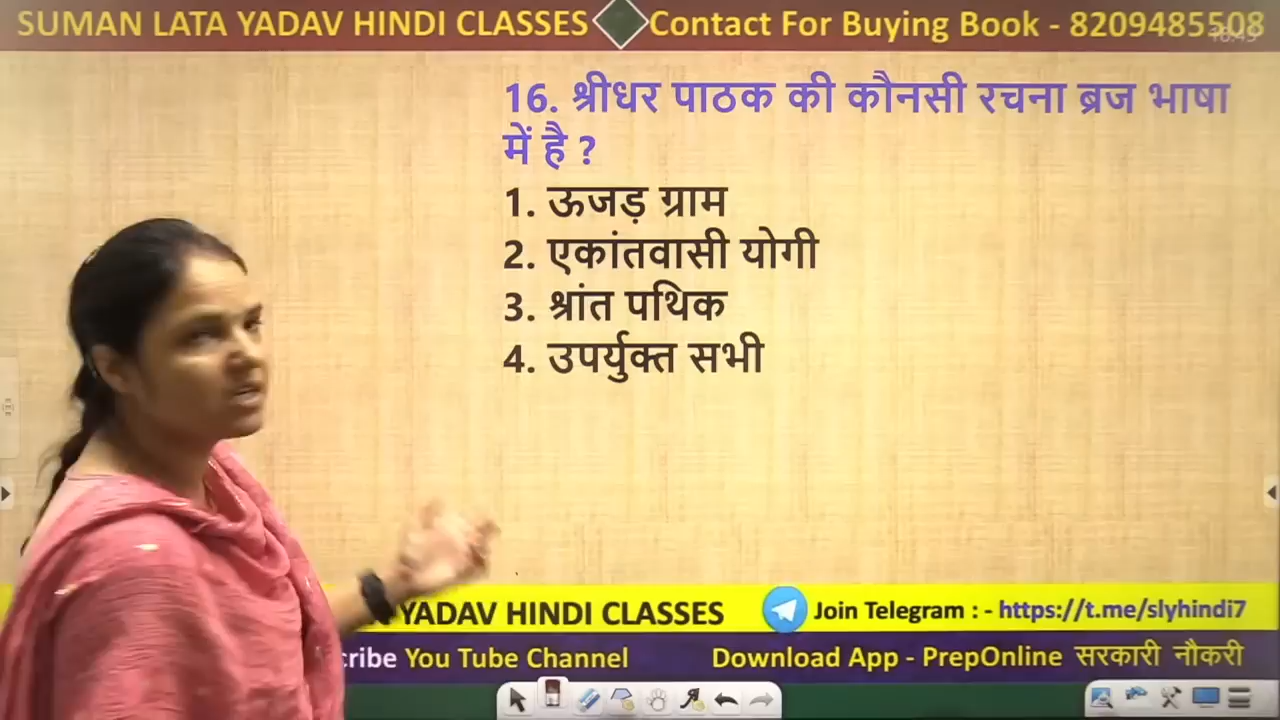 SUMAN LATA YADAV HINDI CLASSES Contact For Buying Book - 8209485508
16. श्रीधर पाठक की कौनसी रचना ब्रज भाषा
में है ?
1. ऊजड़ ग्राम
2. एकांतवासी योगी
3. श्रांत पथिक
4. उपर्युक्त सभी
YADAV HINDI CLASSES Join Telegram : - https://t.me/slyhindi7
cribe You Tube Channel Download App - PrepOnline सरकारी नौकरी